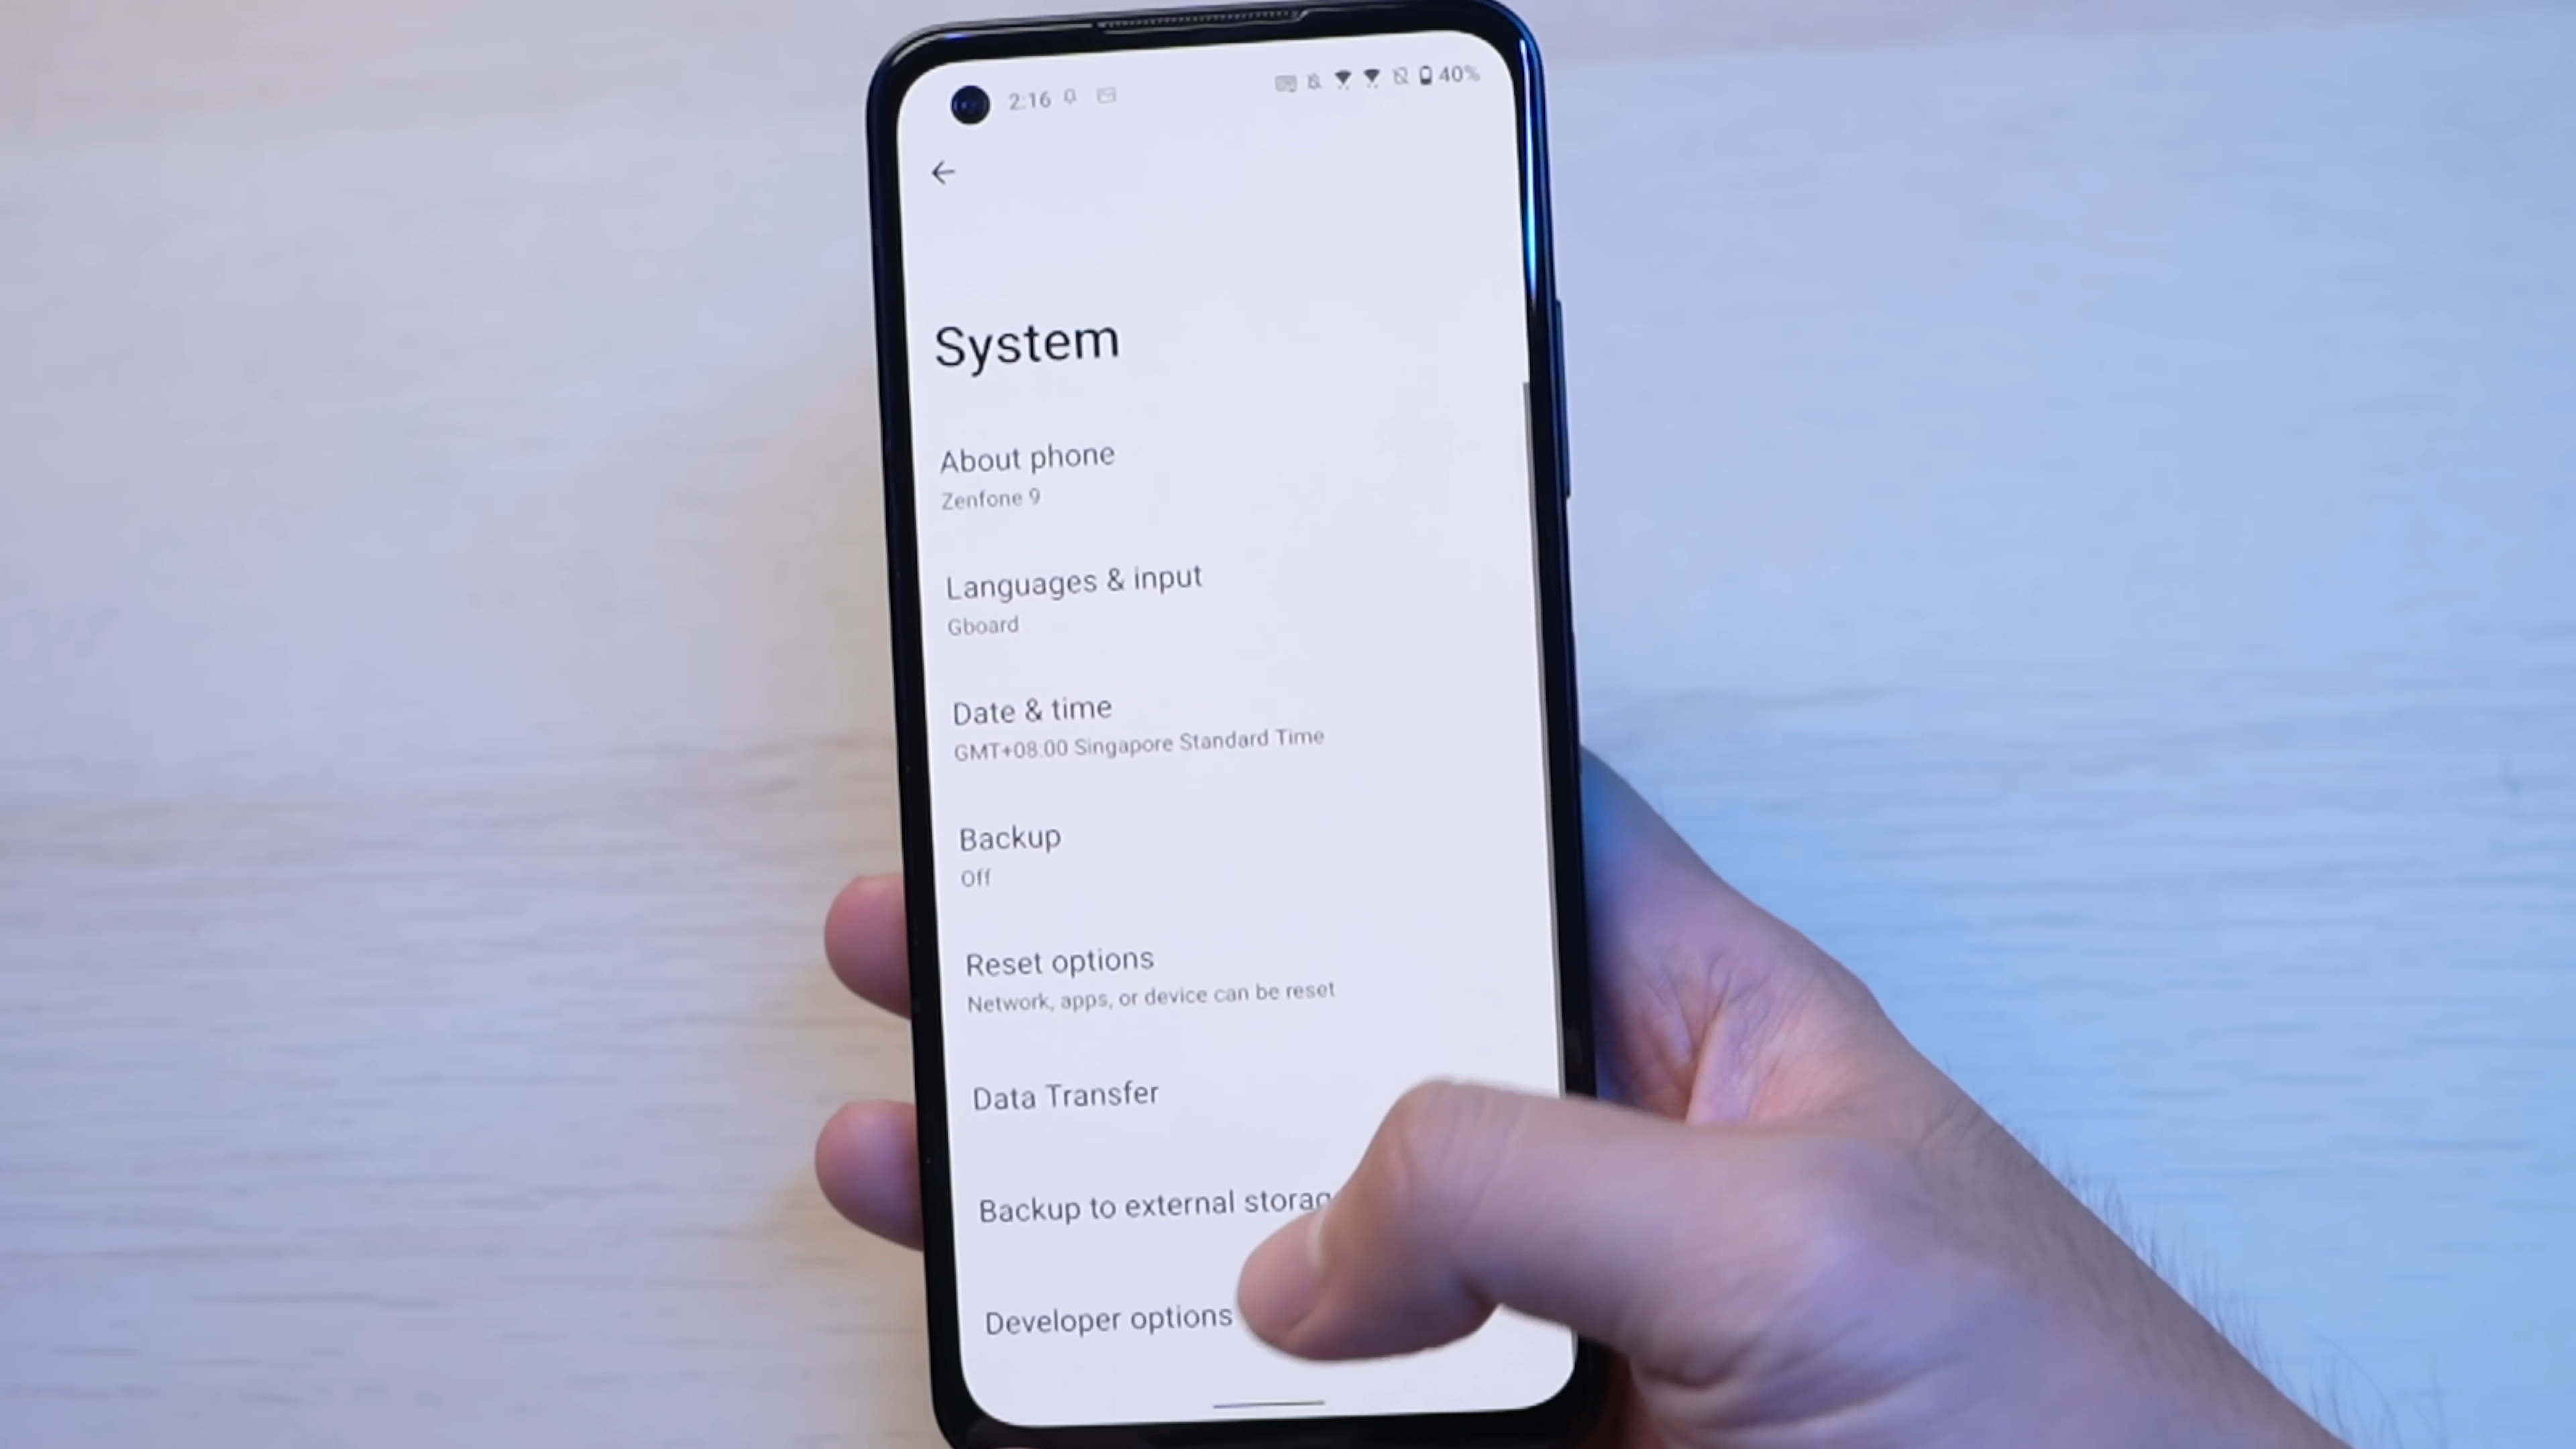 2:16
40%
System
About phone
Zenfone 9
Languages & input
Gboard
Date & time
GMT+08:00 Singapore Standard Time
Backup
Off
Reset options
Network, apps, or device can be reset
Data Transfer
Backup to external storag
Developer options